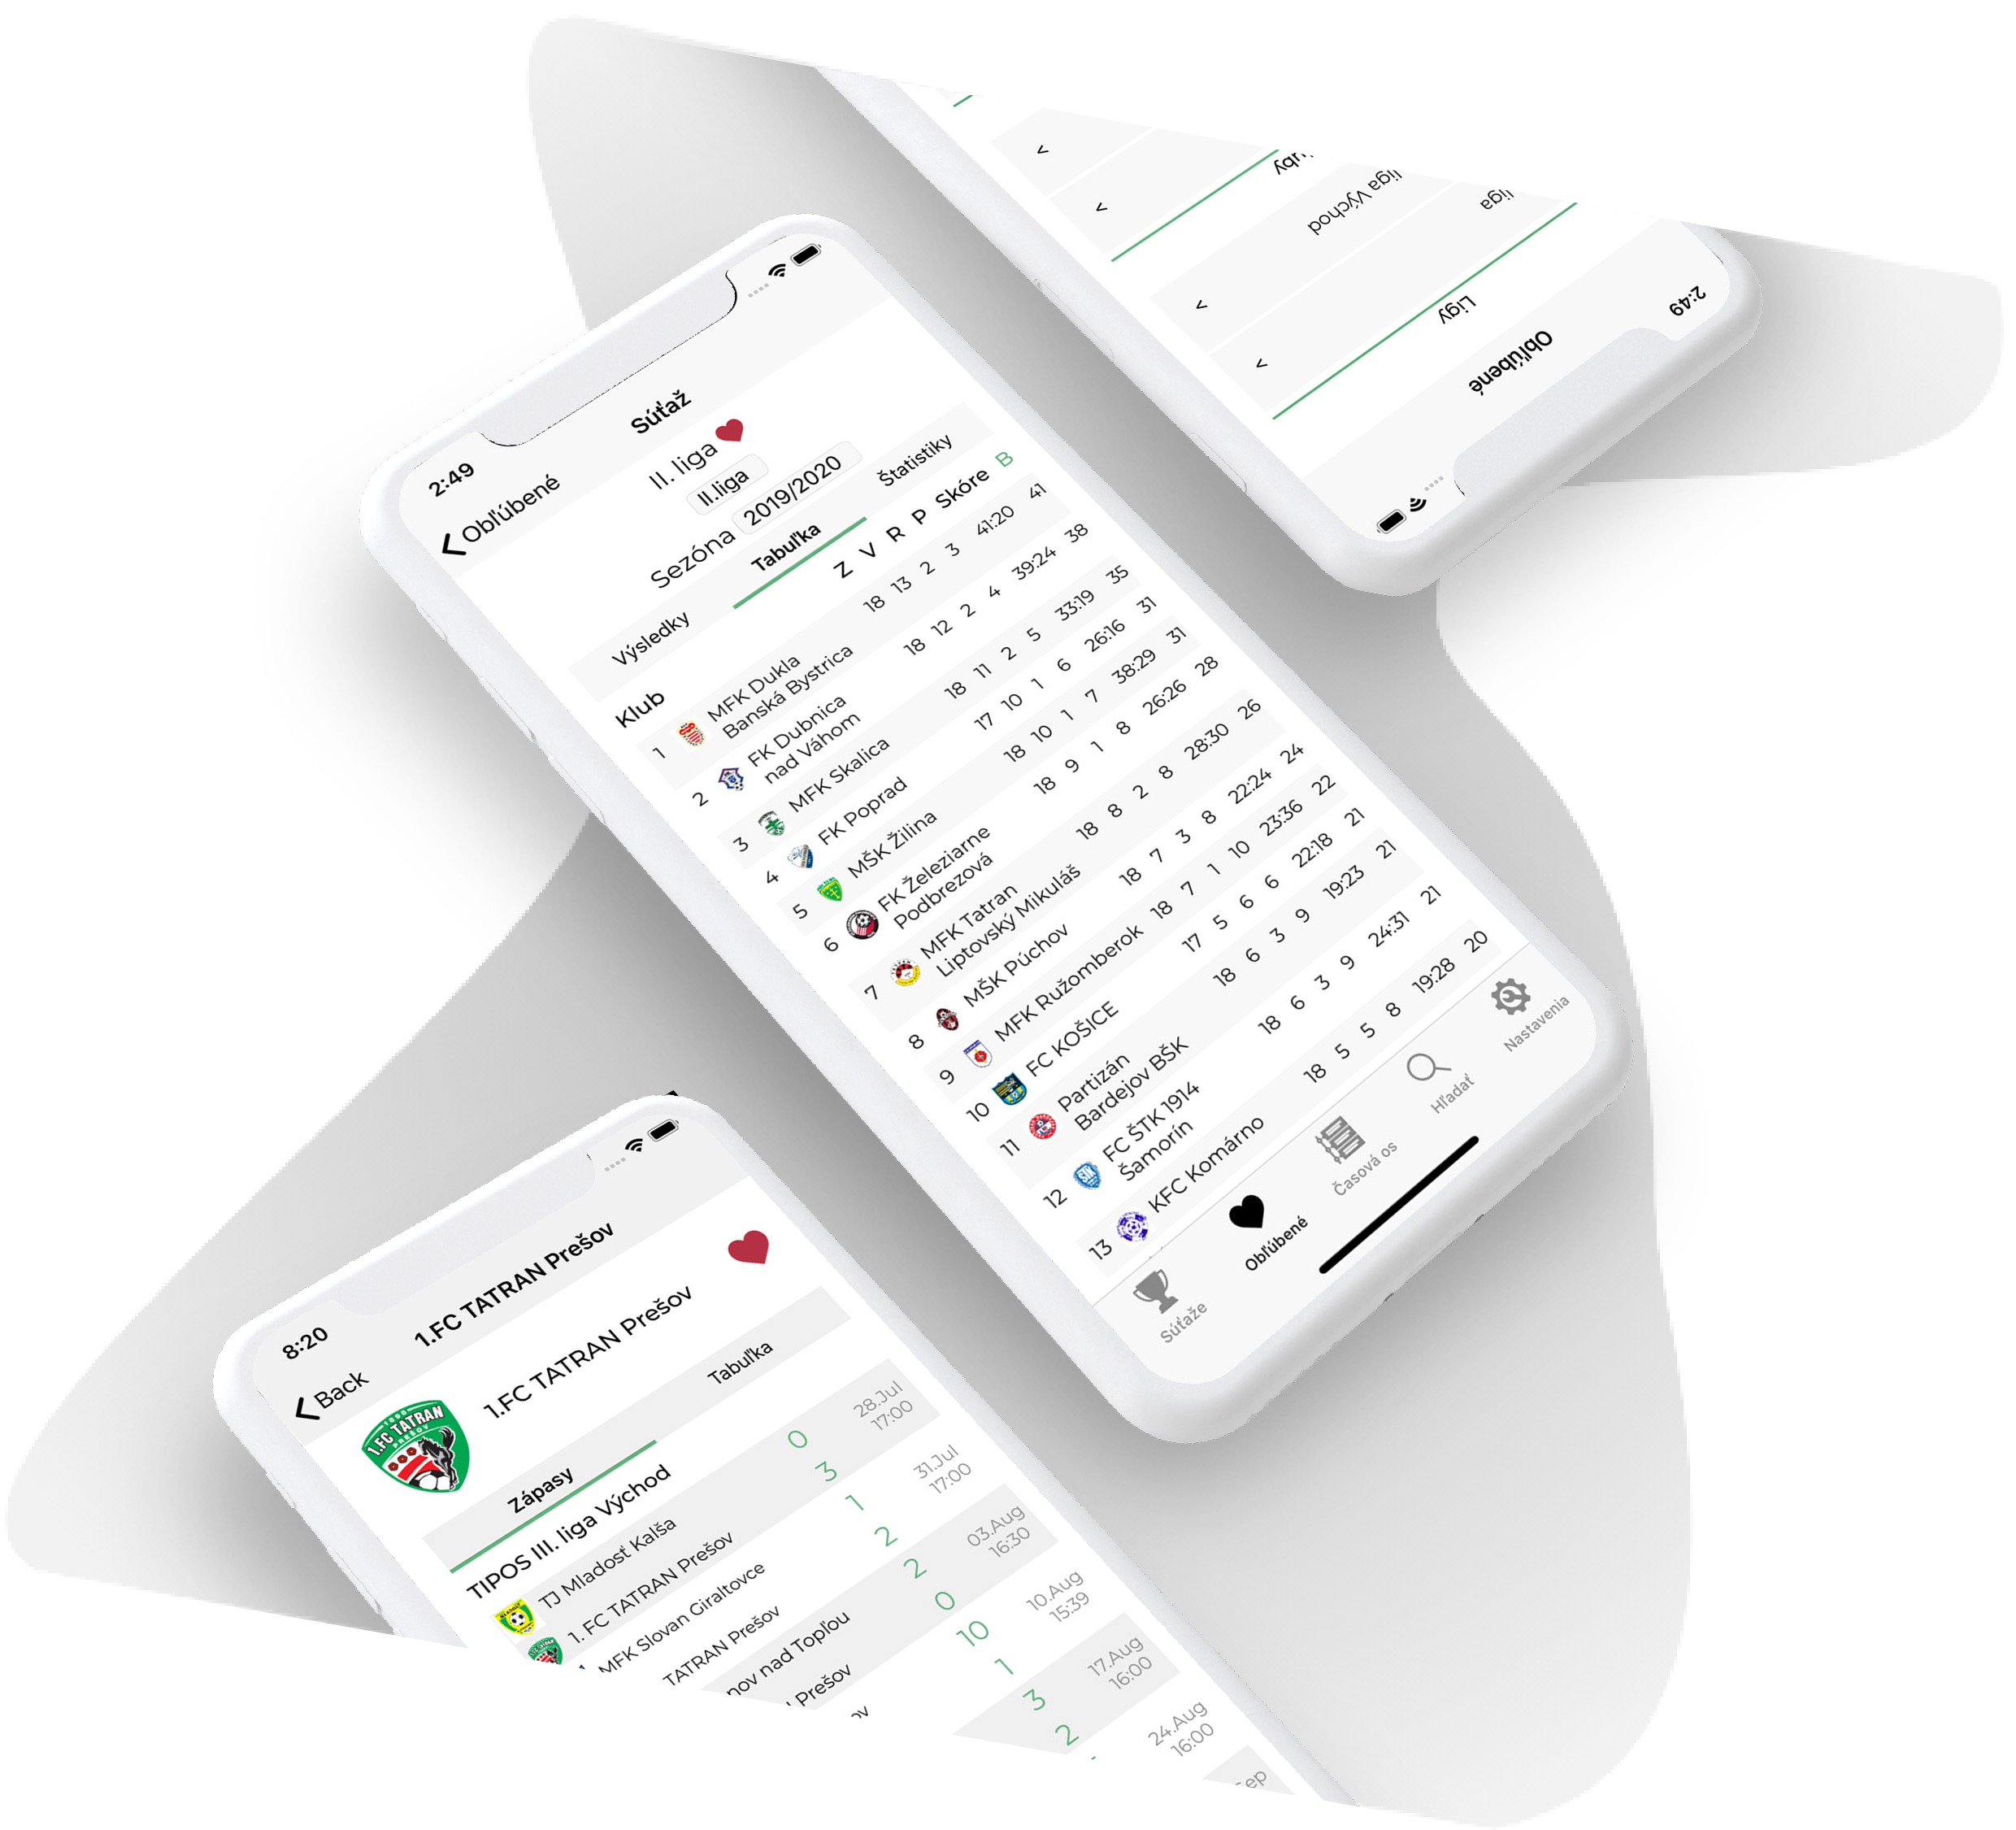 2:49
Obľúbené
Súťaž
II. liga
II.liga
Sezóna 2019/2020
Výsledky Tabuľka Štatistiky
Klub Z V R P Skóre B
1 MFK Dukla Banská Bystrica 18 13 2 3 41:20 41
2 FK Dubnica nad Váhom 18 12 2 4 39:24 38
3 MFK Skalica 18 11 2 5 33:19 35
4 FK Poprad 17 10 1 6 26:16 31
5 MŠK Žilina 18 10 1 7 38:29 31
6 FK Železiarne Podbrezová 18 9 1 8 26:26 28
7 MFK Tatran Liptovský Mikuláš 18 8 2 8 28:30 26
8 MŠK Púchov 18 7 3 8 22:24 24
9 MFK Ružomberok 18 7 1 10 23:36 22
10 FC KOŠICE 17 5 6 6 22:18 21
11 Partizán Bardejov BŠK 18 6 3 9 19:23 21
12 FC ŠTK 1914 Šamorín 18 6 3 9 24:31 21
13 KFC Komárno 18 5 5 8 19:28 20
Súťaže
Obľúbené
Časová os
Hľadať
Nastavenia
2:49
Obľúbené
Ligy
liga
liga Východ
8:20
Back
1.FC TATRAN Prešov
1.FC TATRAN PREŠOV
1.FC TATRAN Prešov
Zápasy Tabuľka
TIPOS III. liga Východ
TJ Mladosť Kalša 0 28.Jul
1. FC TATRAN Prešov 3 17:00
MFK Slovan Giraltovce 1 31.Jul
TATRAN Prešov 2 17:00
nov nad Topľou 2 03.Aug
Prešov 0 16:30
ov 10 10.Aug
1 15:39
3 17.Aug
2 16:00
24.Aug
16:00